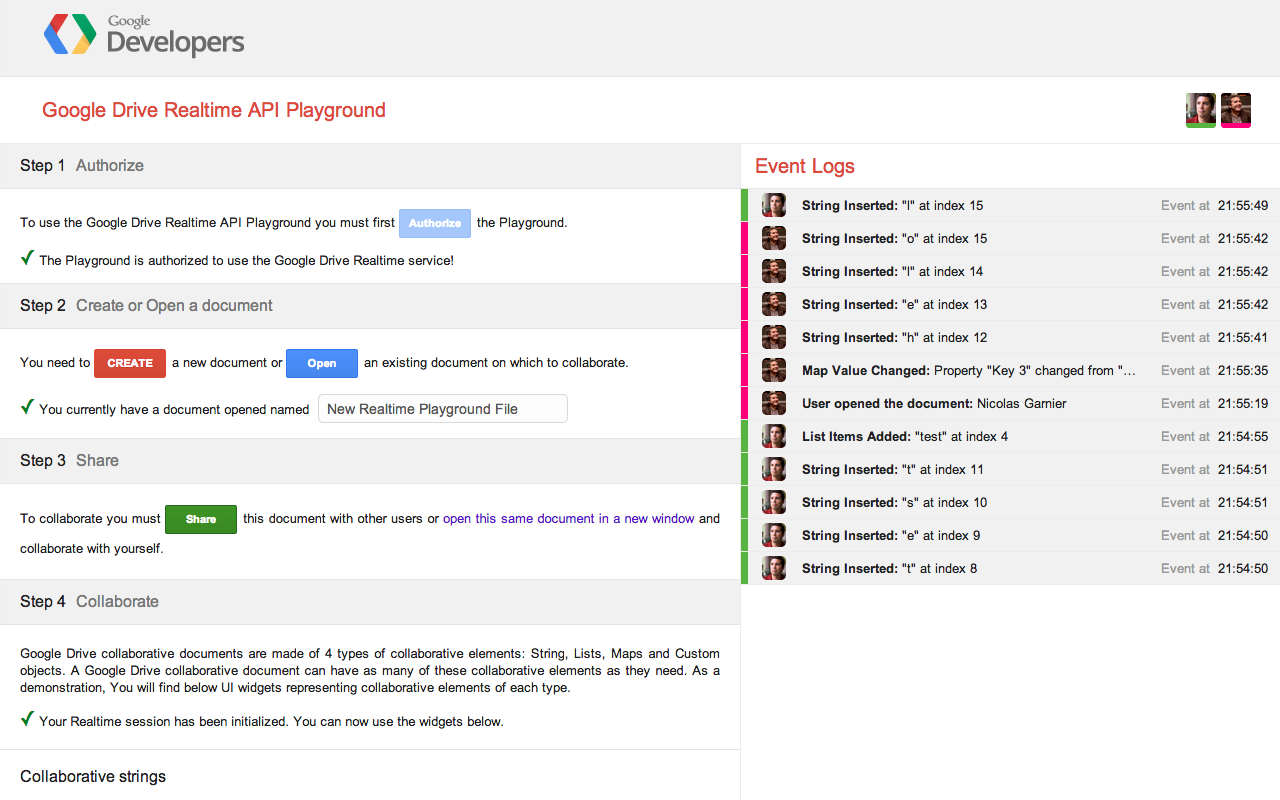 Google
Developers
Google Drive Realtime API Playground
Step 1 Authorize
To use the Google Drive Realtime API Playground you must first Authorize the Playground.
The Playground is authorized to use the Google Drive Realtime service!
Step 2 Create or Open a document
You need to CREATE a new document or Open an existing document on which to collaborate.
You currently have a document opened named New Realtime Playground File
Step 3 Share
To collaborate you must Share this document with other users or open this same document in a new window and
collaborate with yourself.
Step 4 Collaborate
Google Drive collaborative documents are made of 4 types of collaborative elements: String, Lists, Maps and Custom
objects. A Google Drive collaborative document can have as many of these collaborative elements as they need. As a
demonstration, You will find below UI widgets representing collaborative elements of each type.
Your Realtime session has been initialized. You can now use the widgets below.
Collaborative strings
Event Logs
String Inserted: "l" at index 15 Event at 21:55:49
String Inserted: "o" at index 15 Event at 21:55:42
String Inserted: "l" at index 14 Event at 21:55:42
String Inserted: "e" at index 13 Event at 21:55:42
String Inserted: "h" at index 12 Event at 21:55:41
Map Value Changed: Property "Key 3" changed from "... Event at 21:55:35
User opened the document: Nicolas Garnier Event at 21:55:19
List Items Added: "test" at index 4 Event at 21:54:55
String Inserted: "t" at index 11 Event at 21:54:51
String Inserted: "s" at index 10 Event at 21:54:51
String Inserted: "e" at index 9 Event at 21:54:50
String Inserted: "t" at index 8 Event at 21:54:50